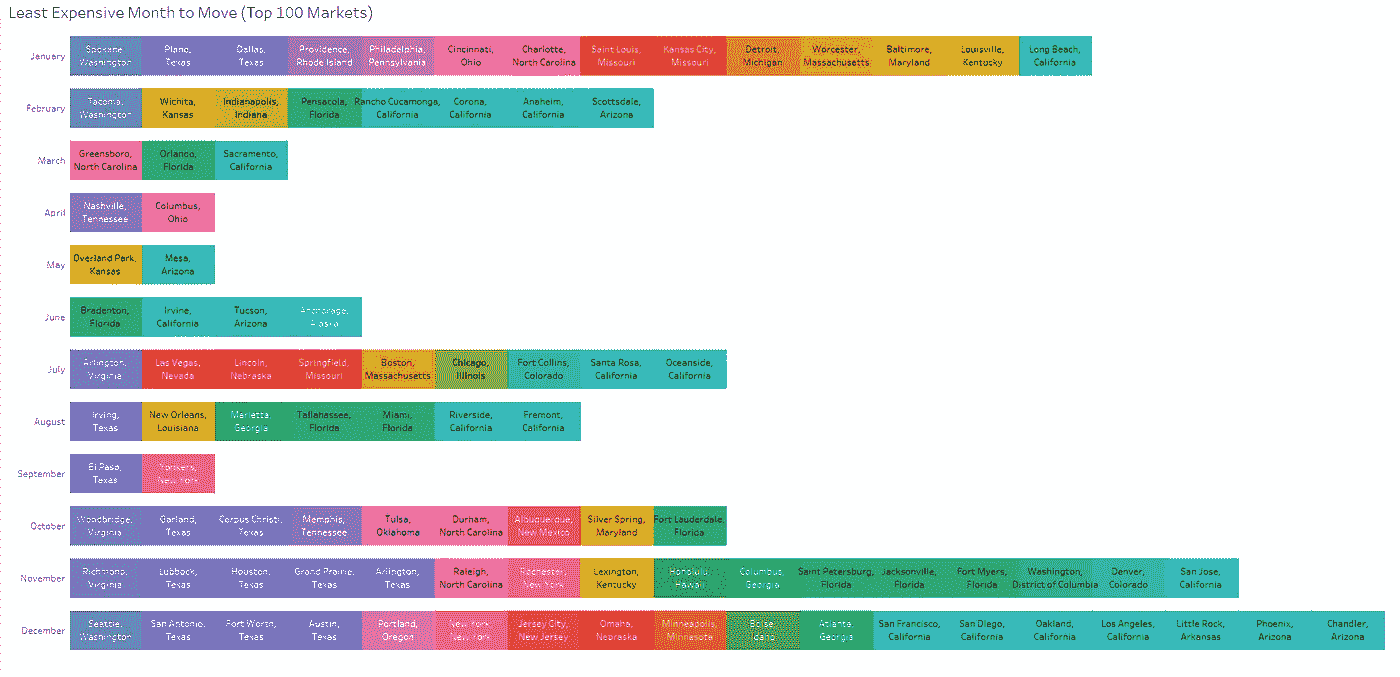 Least Expensive Month to Move (Top 100 Markets)
January
Spokane, Washington
Plano, Texas
Dallas, Texas
Providence, Rhode Island
Philadelphia, Pennsylvania
Cincinnati, Ohio
Charlotte, North Carolina
Saint Louis, Missouri
Kansas City, Missouri
Detroit, Michigan
Worcester, Massachusetts
Baltimore, Maryland
Louisville, Kentucky
Long Beach, California
February
Tacoma, Washington
Wichita, Kansas
Indianapolis, Indiana
Pensacola, Florida
Rancho Cucamonga, California
Corona, California
Anaheim, California
Scottsdale, Arizona
March
Greensboro, North Carolina
Orlando, Florida
Sacramento, California
April
Nashville, Tennessee
Columbus, Ohio
May
Overland Park, Kansas
Mesa, Arizona
June
Bradenton, Florida
Irvine, California
Tucson, Arizona
Anchorage, Alaska
July
Arlington, Virginia
Las Vegas, Nevada
Lincoln, Nebraska
Springfield, Missouri
Boston, Massachusetts
Chicago, Illinois
Fort Collins, Colorado
Santa Rosa, California
Oceanside, California
August
Irving, Texas
New Orleans, Louisiana
Marietta, Georgia
Tallahassee, Florida
Miami, Florida
Riverside, California
Fremont, California
September
El Paso, Texas
Yonkers, New York
October
Woodbridge, Virginia
Garland, Texas
Corpus Christi, Texas
Memphis, Tennessee
Tulsa, Oklahoma
Durham, North Carolina
Albuquerque, New Mexico
Silver Spring, Maryland
Fort Lauderdale, Florida
November
Richmond, Virginia
Lubbock, Texas
Houston, Texas
Grand Prairie, Texas
Arlington, Texas
Raleigh, North Carolina
Rochester, New York
Lexington, Kentucky
Honolulu, Hawaii
Columbus, Georgia
Saint Petersburg, Florida
Jacksonville, Florida
Fort Myers, Florida
Washington, District of Columbia
Denver, Colorado
San Jose, California
December
Seattle, Washington
San Antonio, Texas
Fort Worth, Texas
Austin, Texas
Portland, Oregon
New York, New York
Jersey City, New Jersey
Omaha, Nebraska
Minneapolis, Minnesota
Boise, Idaho
Atlanta, Georgia
San Francisco, California
San Diego, California
Oakland, California
Los Angeles, California
Little Rock, Arkansas
Phoenix, Arizona
Chandler, Arizona